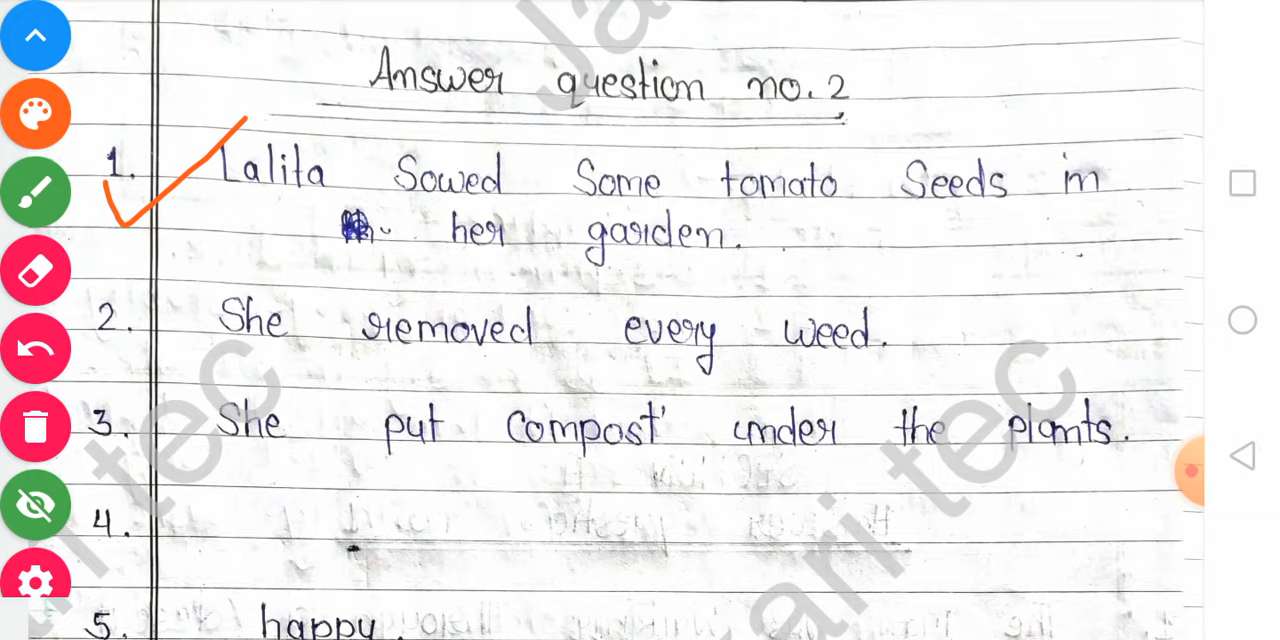 Answer question no. 2
1. Lalita Sowed Some tomato Seeds in
her garden.
2. She removed every weed.
3. She put Compost under the plants.
4.
5. happy.